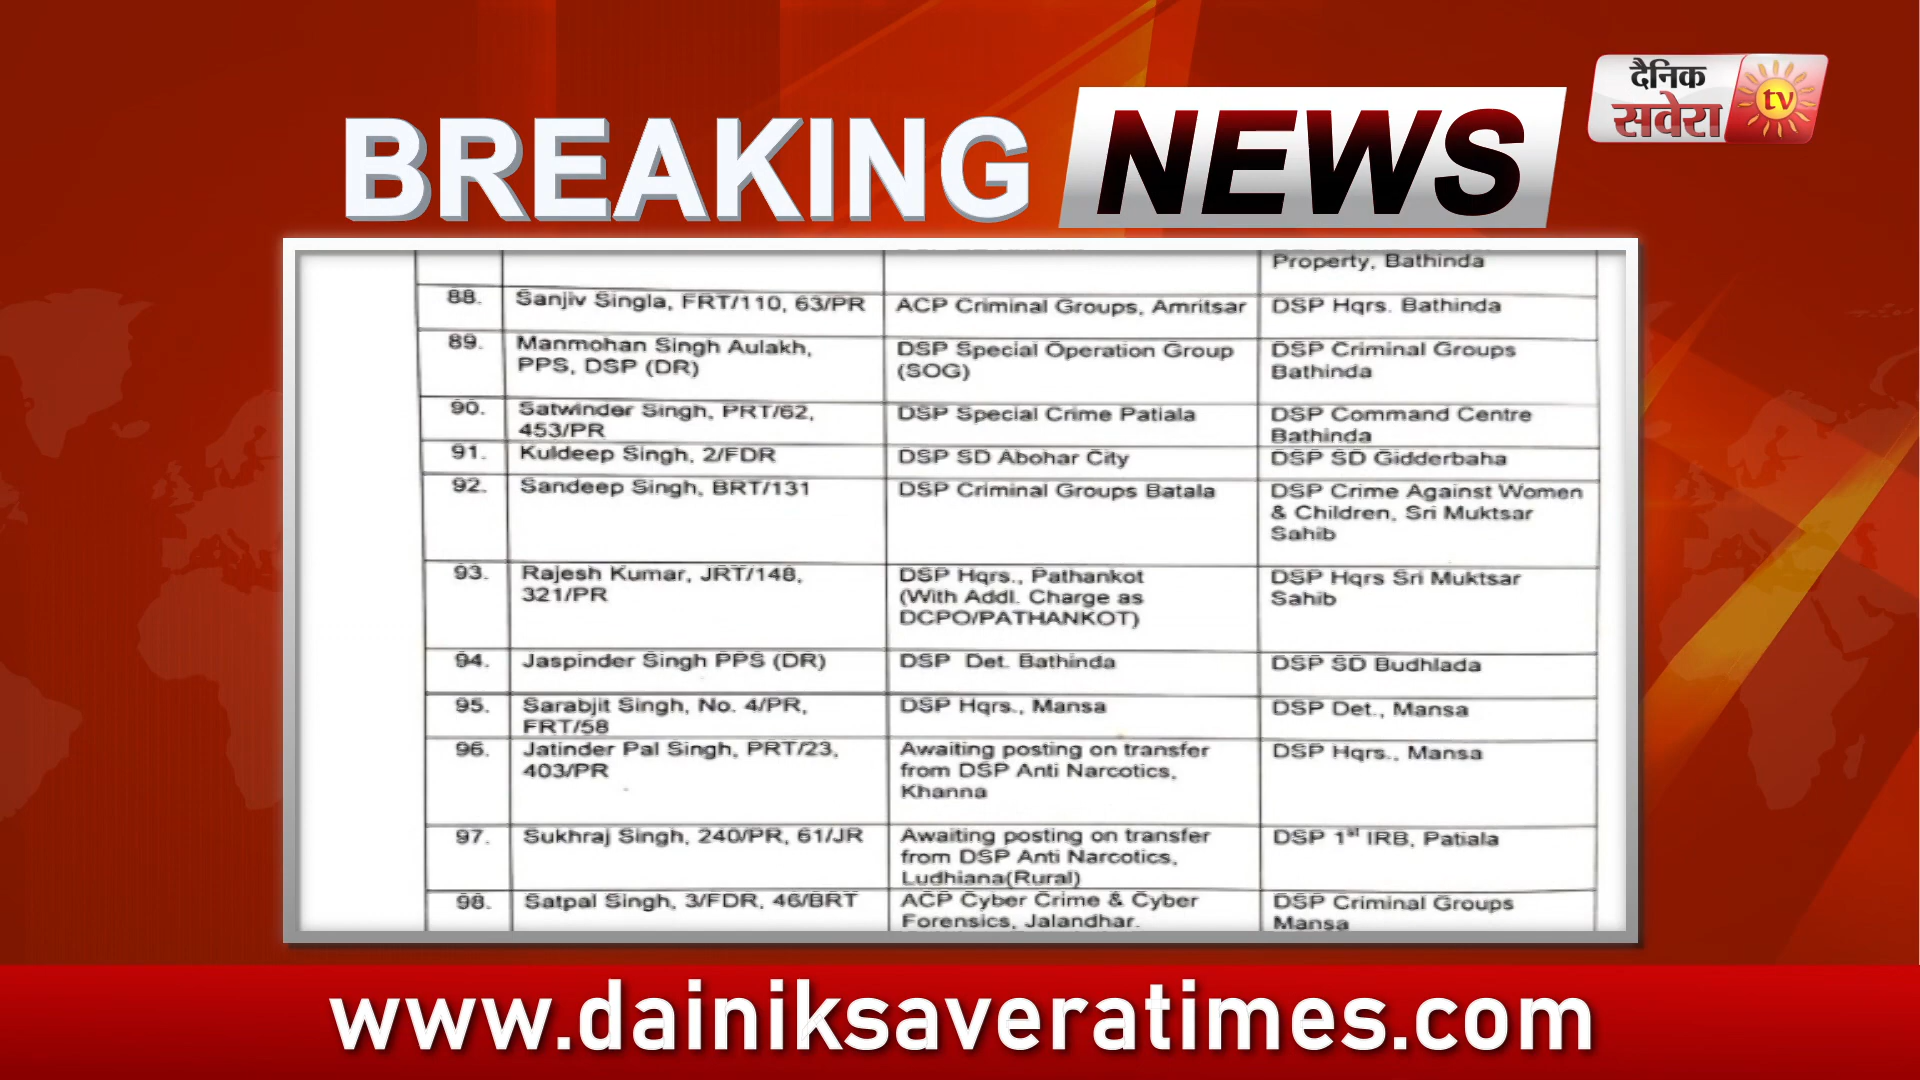 BREAKING NEWS
दैनिक
सवेरा tv
Property, Bathinda
88. Sanjiv Singla, FRT/110, 63/PR ACP Criminal Groups, Amritsar DSP Hqrs. Bathinda
89. Manmohan Singh Aulakh, DSP Special Operation Group DSP Criminal Groups
PPS, DSP (DR) (SOG) Bathinda
90. Satwinder Singh, PRT/62, DSP Special Crime Patiala DSP Command Centre
453/PR Bathinda
91. Kuldeep Singh, 2/FDR DSP SD Abohar City DSP SD Gidderbaha
92. Sandeep Singh, BRT/131 DSP Criminal Groups Batala DSP Crime Against Women
& Children, Sri Muktsar
Sahib
93. Rajesh Kumar, JRT/148, DSP Hqrs., Pathankot DSP Hqrs Sri Muktsar
321/PR (With Addl. Charge as Sahib
DCPO/PATHANKOT)
94. Jaspinder Singh PPS (DR) DSP Det. Bathinda DSP SD Budhlada
95. Sarabjit Singh, No. 4/PR, DSP Hqrs., Mansa DSP Det., Mansa
FRT/58
96. Jatinder Pal Singh, PRT/23, Awaiting posting on transfer DSP Hqrs., Mansa
403/PR from DSP Anti Narcotics,
Khanna
97. Sukhraj Singh, 240/PR, 61/JR Awaiting posting on transfer DSP 1st IRB, Patiala
from DSP Anti Narcotics,
Ludhiana(Rural)
98. Satpal Singh, 3/FDR, 46/BRT ACP Cyber Crime & Cyber DSP Criminal Groups
Forensics, Jalandhar. Mansa
www.dainiksaveratimes.com